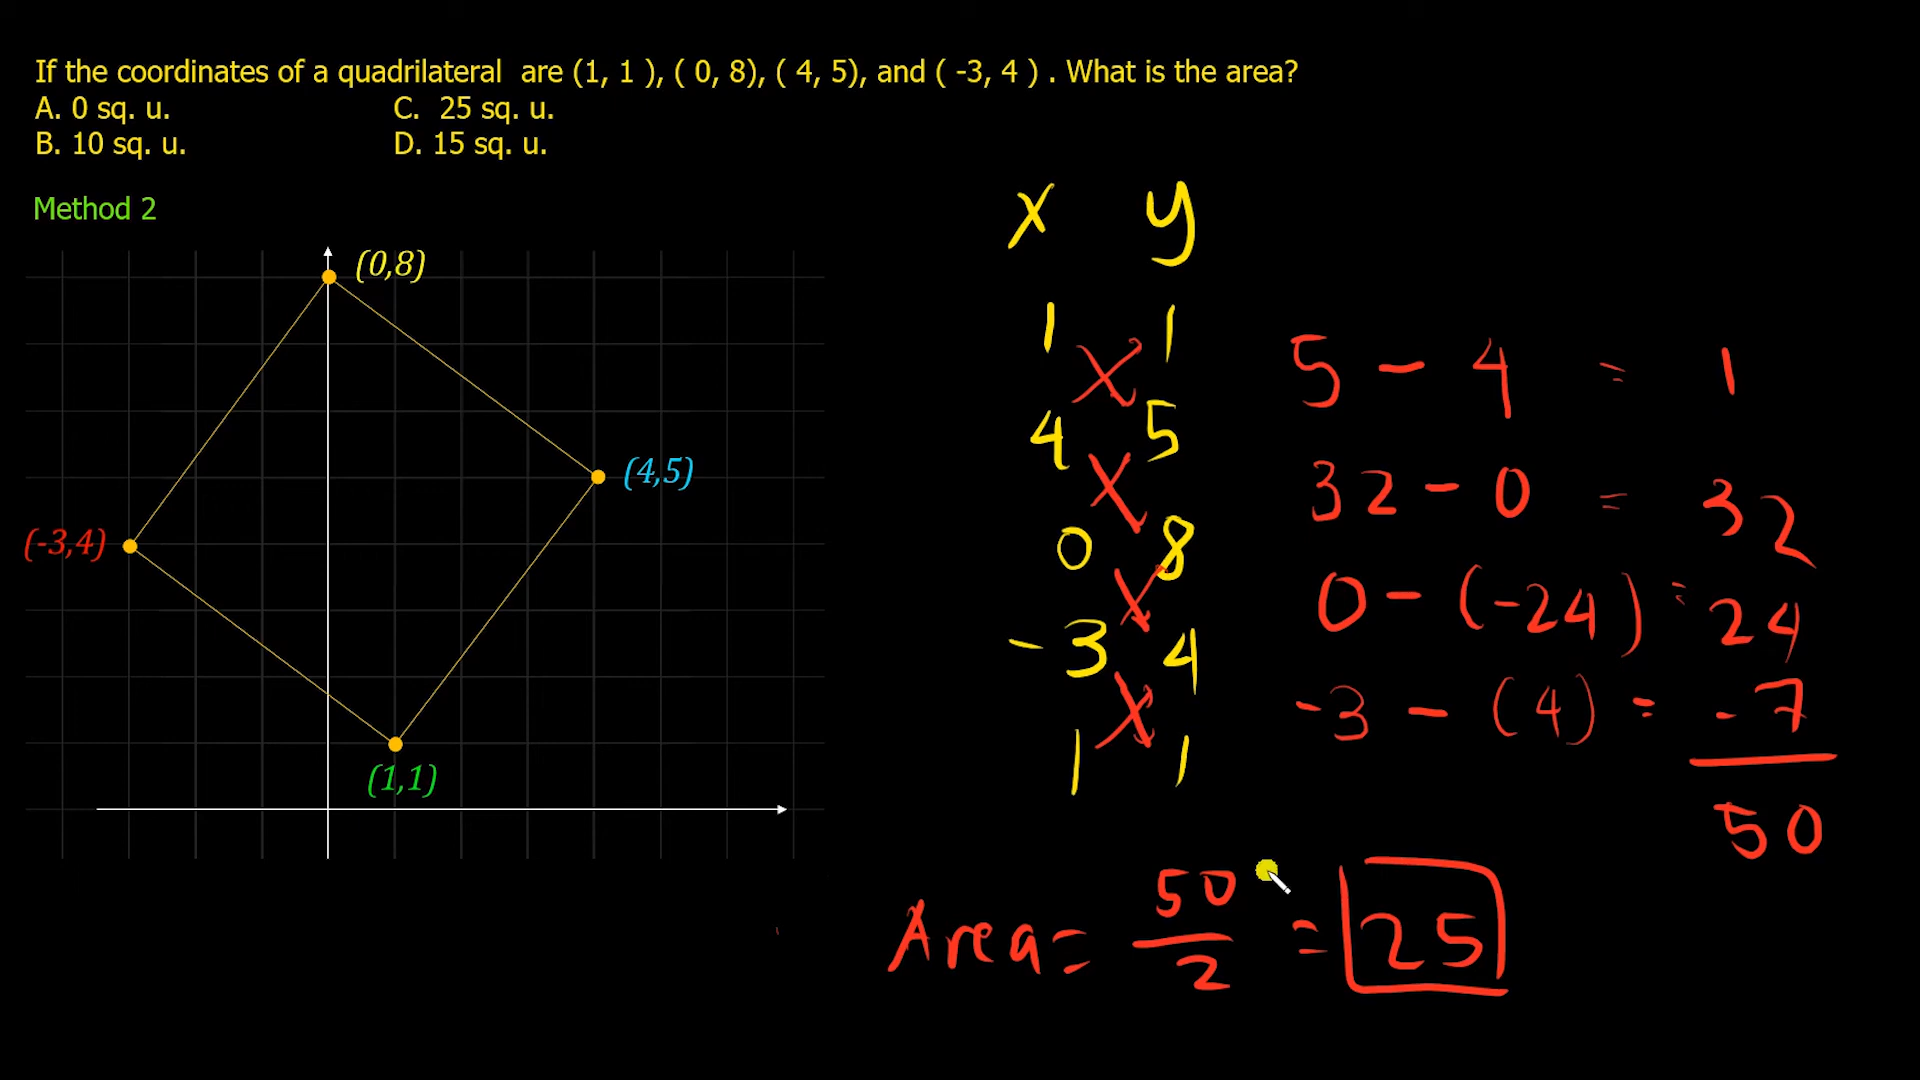 If the coordinates of a quadrilateral are (1, 1 ), ( 0, 8), ( 4, 5), and ( -3, 4 ) . What is the area?
A. 0 sq. u. C. 25 sq. u.
B. 10 sq. u. D. 15 sq. u.
Method 2
(0,8)
(4,5)
(-3,4)
(1,1)
x y
1 1
4 5
0 8
-3 4
1 1
5 - 4 = 1
32 - 0 = 32
0 - (-24) = 24
-3 - (4) = -7
50
Area = 50/2 = 25